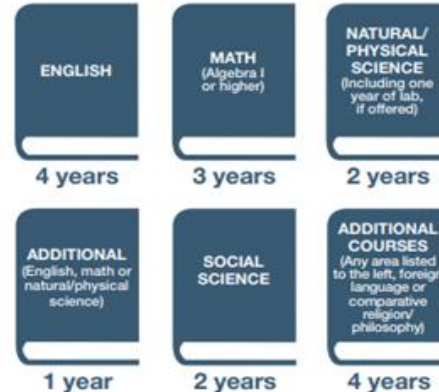 ENGLISH
4 years
MATH
(Algebra I
or higher)
3 years
NATURAL/
PHYSICAL
SCIENCE
(Including one
year of lab,
if offered)
2 years
ADDITIONAL
(English, math or
natural/physical
science)
1 year
SOCIAL
SCIENCE
2 years
ADDITIONAL
COURSES
(Any area listed
to the left, foreign
language or
comparative
religion/
philosophy)
4 years